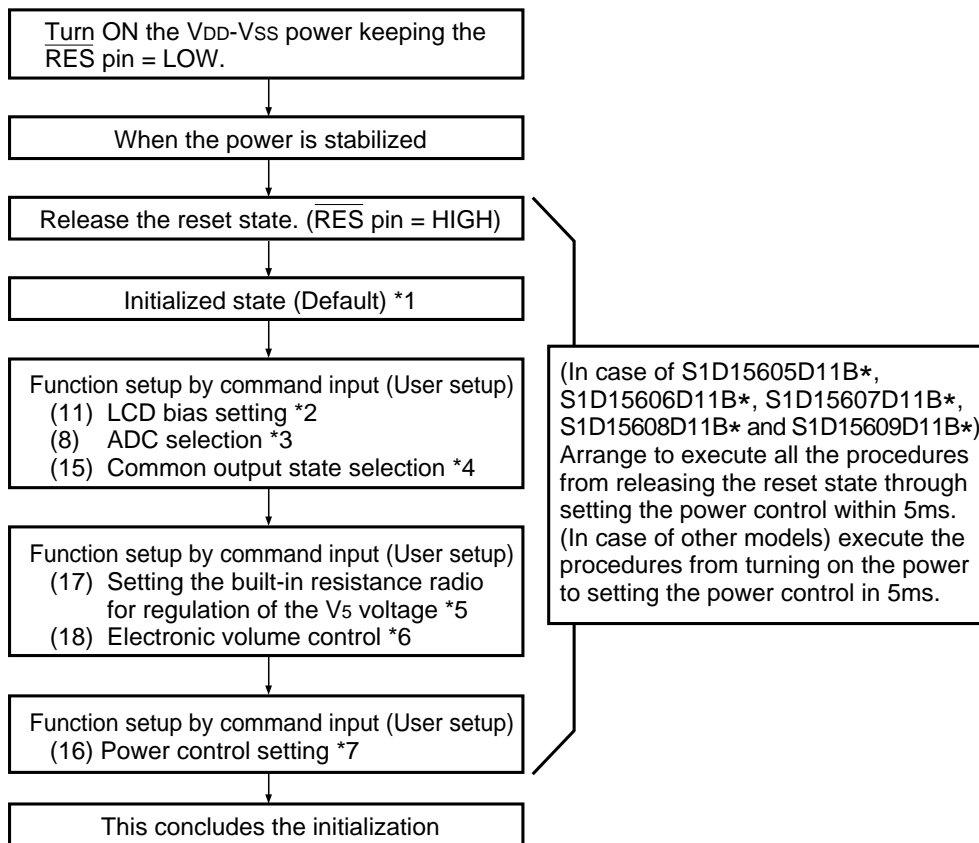 Turn ON the VDD-VSS power keeping the
RES pin = LOW.
When the power is stabilized
Release the reset state. (RES pin = HIGH)
Initialized state (Default) *1
Function setup by command input (User setup)
(11) LCD bias setting *2
(8) ADC selection *3
(15) Common output state selection *4
Function setup by command input (User setup)
(17) Setting the built-in resistance radio
for regulation of the V5 voltage *5
(18) Electronic volume control *6
Function setup by command input (User setup)
(16) Power control setting *7
This concludes the initialization
(In case of S1D15605D11B*,
S1D15606D11B*, S1D15607D11B*,
S1D15608D11B* and S1D15609D11B*)
Arrange to execute all the procedures
from releasing the reset state through
setting the power control within 5ms.
(In case of other models) execute the
procedures from turning on the power
to setting the power control in 5ms.